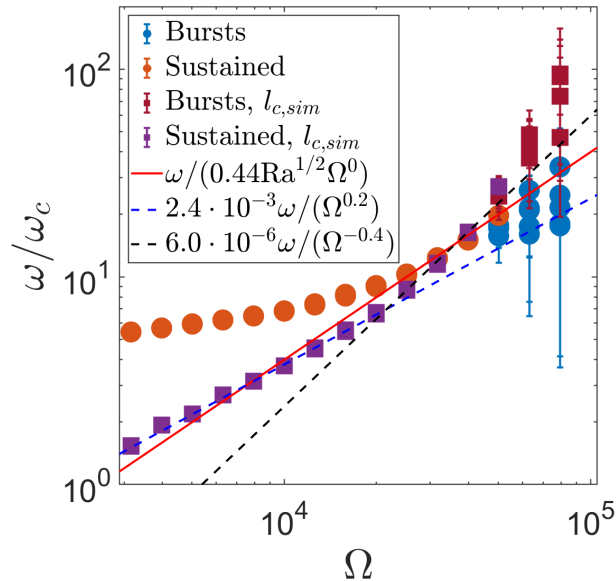 Bursts
Sustained
Bursts, l_{c,sim}
Sustained, l_{c,sim}
ω/(0.44Ra^{1/2}Ω^0)
2.4 · 10^{-3}ω/(Ω^{0.2})
6.0 · 10^{-6}ω/(Ω^{-0.4})
10^2
10^1
10^0
ω/ω_c
10^4
10^5
Ω